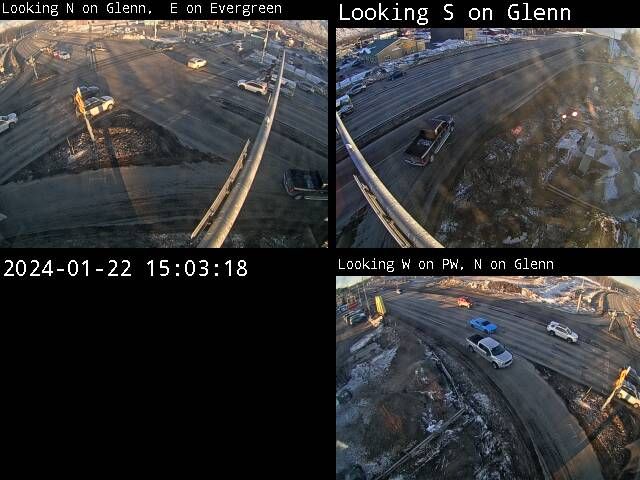 Looking N on Glenn, E on Evergreen
Looking S on Glenn
2024-01-22 15:03:18
Looking W on PW, N on Glenn